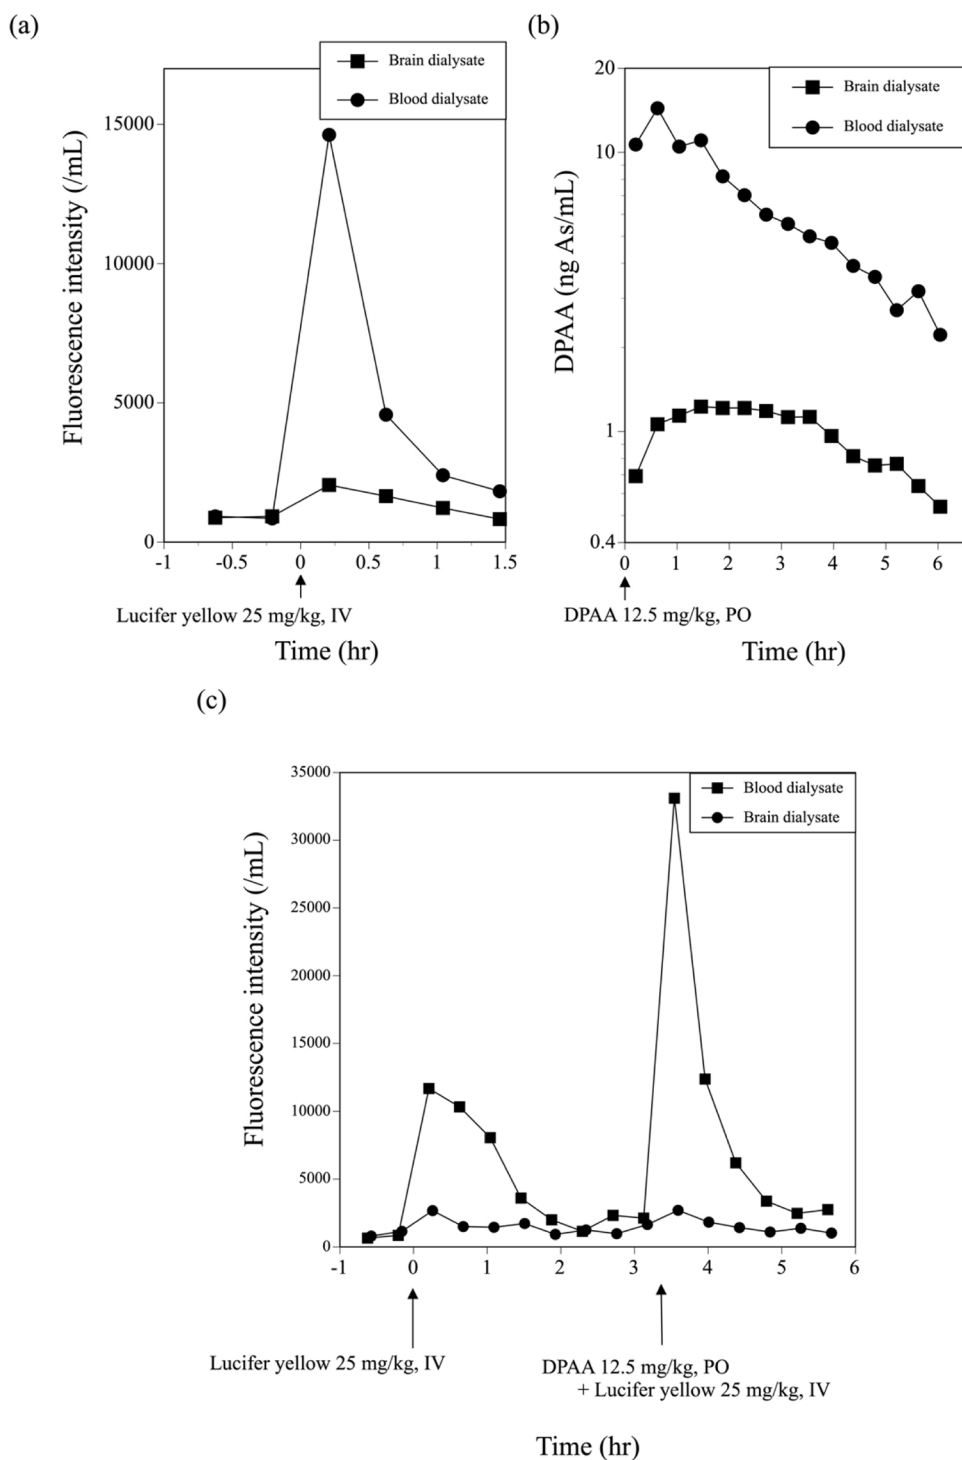 (a)
Brain dialysate
Blood dialysate
Fluorescence intensity (/mL)
15000
10000
5000
0
-1
-0.5
0
0.5
1
1.5
Lucifer yellow 25 mg/kg, IV
Time (hr)
(b)
Brain dialysate
Blood dialysate
DPAA (ng As/mL)
20
10
1
0.4
0
1
2
3
4
5
6
DPAA 12.5 mg/kg, PO
Time (hr)
(c)
Blood dialysate
Brain dialysate
Fluorescence intensity (/mL)
35000
30000
25000
20000
15000
10000
5000
0
-1
0
1
2
3
4
5
6
Lucifer yellow 25 mg/kg, IV
DPAA 12.5 mg/kg, PO
+ Lucifer yellow 25 mg/kg, IV
Time (hr)